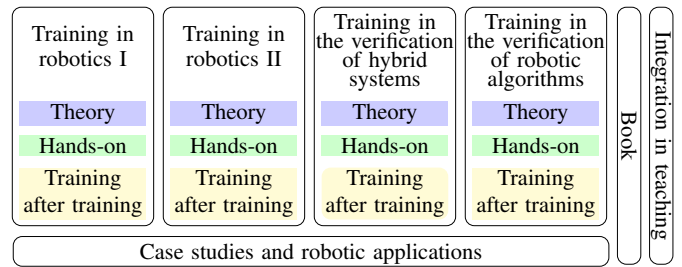 Training in
robotics I
Theory
Hands-on
Training
after training
Training in
robotics II
Theory
Hands-on
Training
after training
Training in
the verification
of hybrid
systems
Theory
Hands-on
Training
after training
Training in
the verification
of robotic
algorithms
Theory
Hands-on
Training
after training
Case studies and robotic applications
Book
Integration in teaching